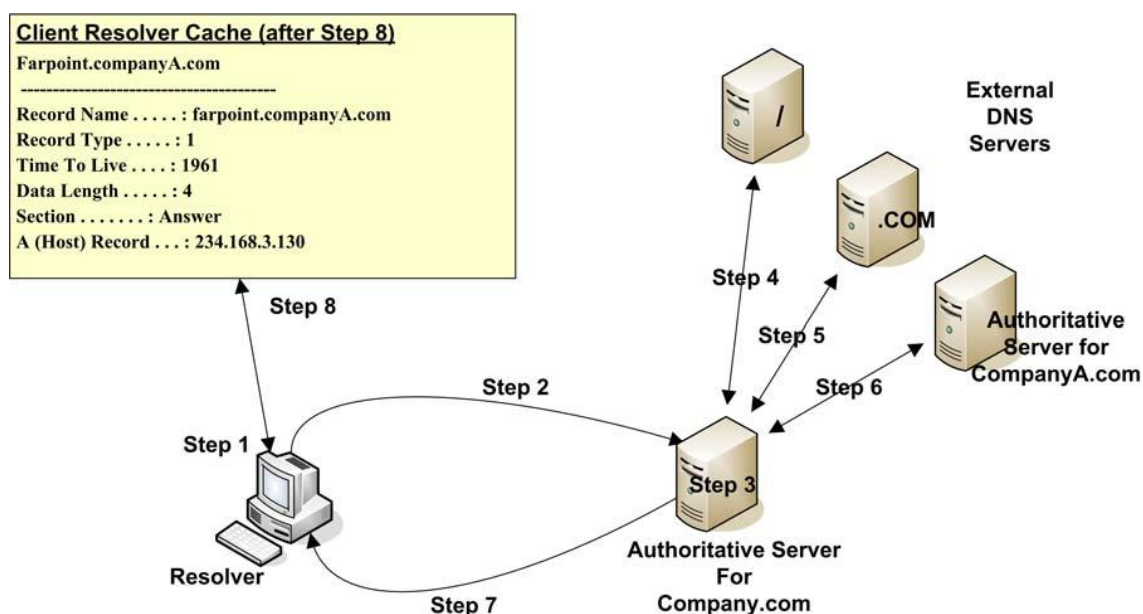 Client Resolver Cache (after Step 8)
Farpoint.companyA.com
----------------------------------------
Record Name . . . . . : farpoint.companyA.com
Record Type . . . . . : 1
Time To Live . . . . : 1961
Data Length . . . . . : 4
Section . . . . . . . : Answer
A (Host) Record . . . : 234.168.3.130
/
External
DNS
Servers
.COM
Step 4
Step 8
Step 5
Authoritative
Server for
CompanyA.com
Step 6
Step 2
Step 1
Step 3
Resolver
Authoritative Server
For
Company.com
Step 7